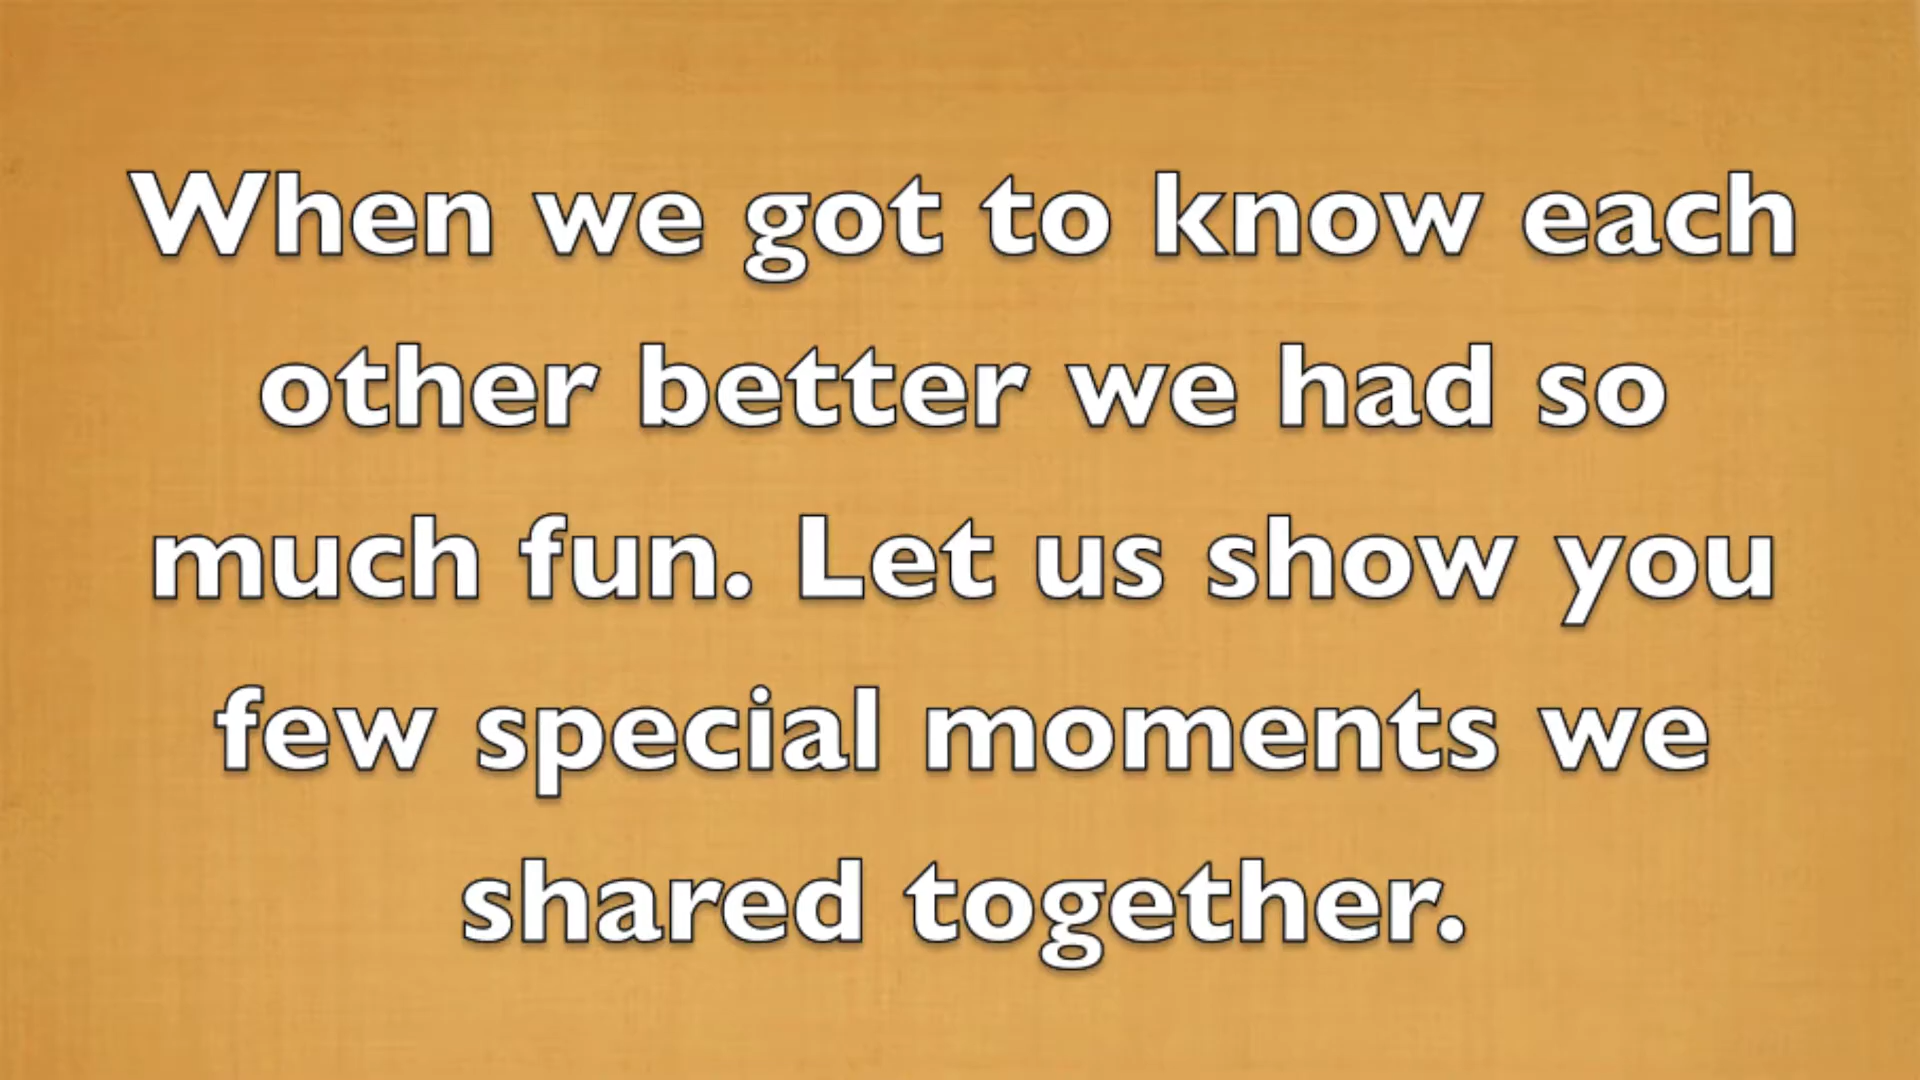 When we got to know each
other better we had so
much fun. Let us show you
few special moments we
shared together.